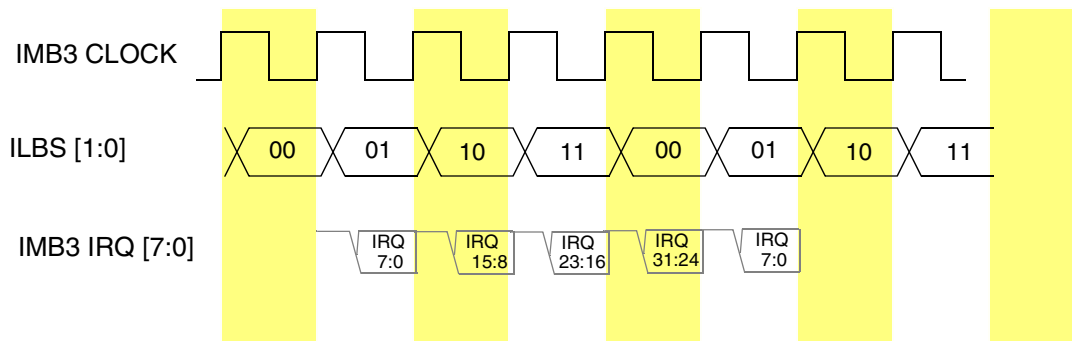 IMB3 CLOCK
ILBS [1:0]
00 01 10 11 00 01 10 11
IMB3 IRQ [7:0]
IRQ IRQ IRQ IRQ IRQ
7:0 15:8 23:16 31:24 7:0